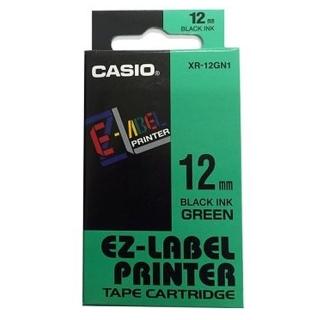 12 mm
BLACK INK
CASIO®
XR-12GN1
EZ-LABEL
PRINTER
12 mm
BLACK INK
GREEN
EZ-LABEL
PRINTER
TAPE CARTRIDGE